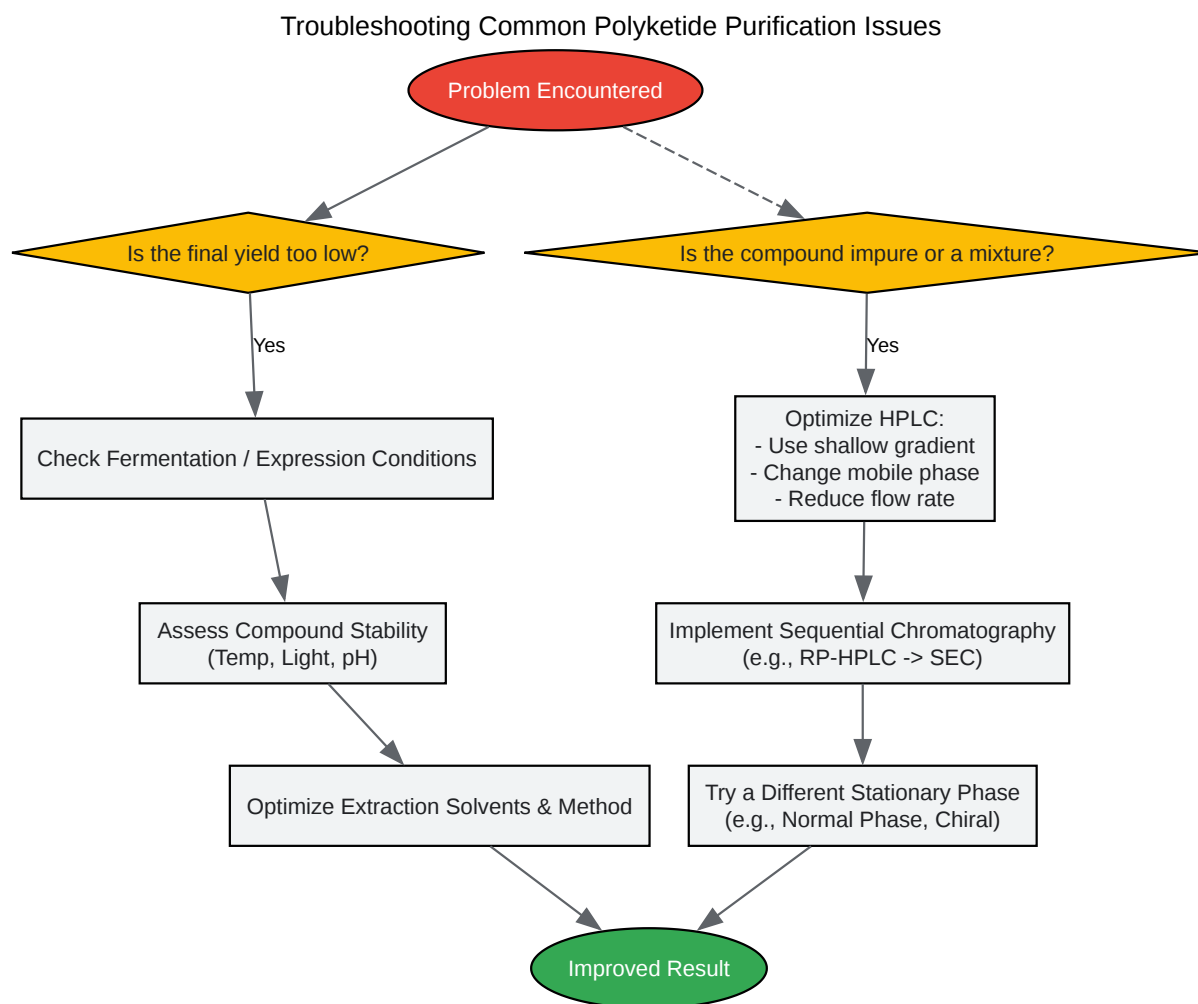 Troubleshooting Common Polyketide Purification Issues
Problem Encountered
Is the final yield too low?
Is the compound impure or a mixture?
Yes
Yes
Check Fermentation / Expression Conditions
Optimize HPLC:
- Use shallow gradient
- Change mobile phase
- Reduce flow rate
Assess Compound Stability
(Temp, Light, pH)
Implement Sequential Chromatography
(e.g., RP-HPLC -> SEC)
Optimize Extraction Solvents & Method
Try a Different Stationary Phase
(e.g., Normal Phase, Chiral)
Improved Result